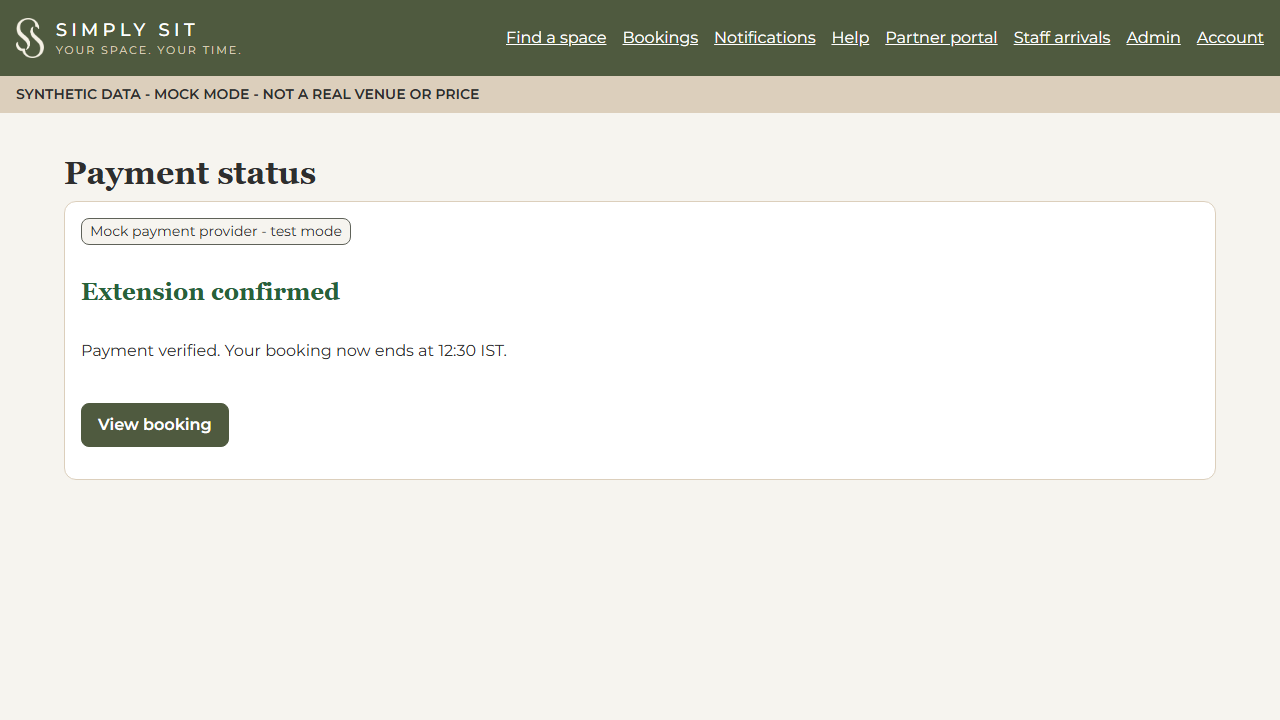 SIMPLY SIT
YOUR SPACE. YOUR TIME.
Find a space Bookings Notifications Help Partner portal Staff arrivals Admin Account
SYNTHETIC DATA - MOCK MODE - NOT A REAL VENUE OR PRICE
Payment status
Mock payment provider - test mode
Extension confirmed
Payment verified. Your booking now ends at 12:30 IST.
View booking